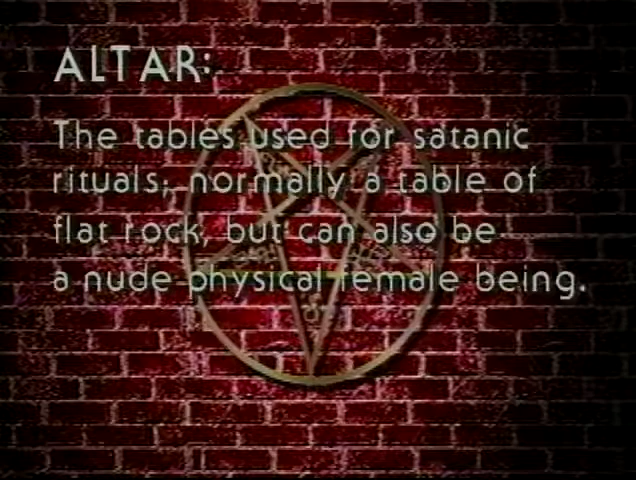 ALTAR:
The tables used for satanic
rituals; normally a table of
flat rock, but can also be
a nude physical female being.